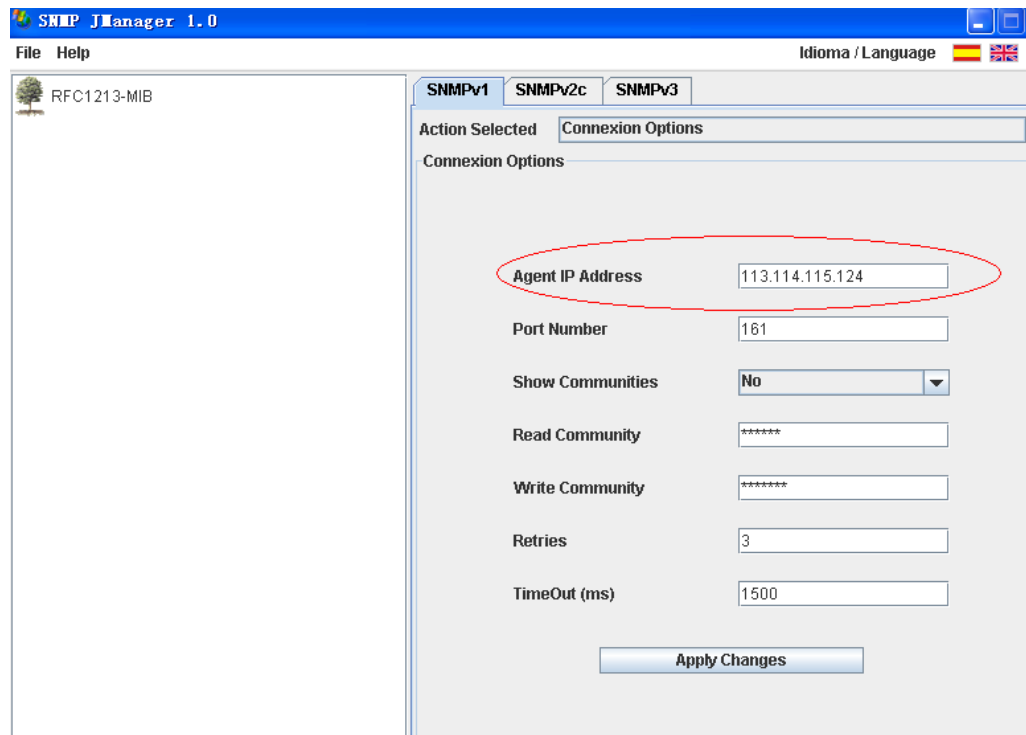 SNMP JManager 1.0
File Help Idioma / Language
RFC1213-MIB
SNMPv1 SNMPv2c SNMPv3
Action Selected Connexion Options
Connexion Options
Agent IP Address 113.114.115.124
Port Number 161
Show Communities No
Read Community ******
Write Community *******
Retries 3
TimeOut (ms) 1500
Apply Changes